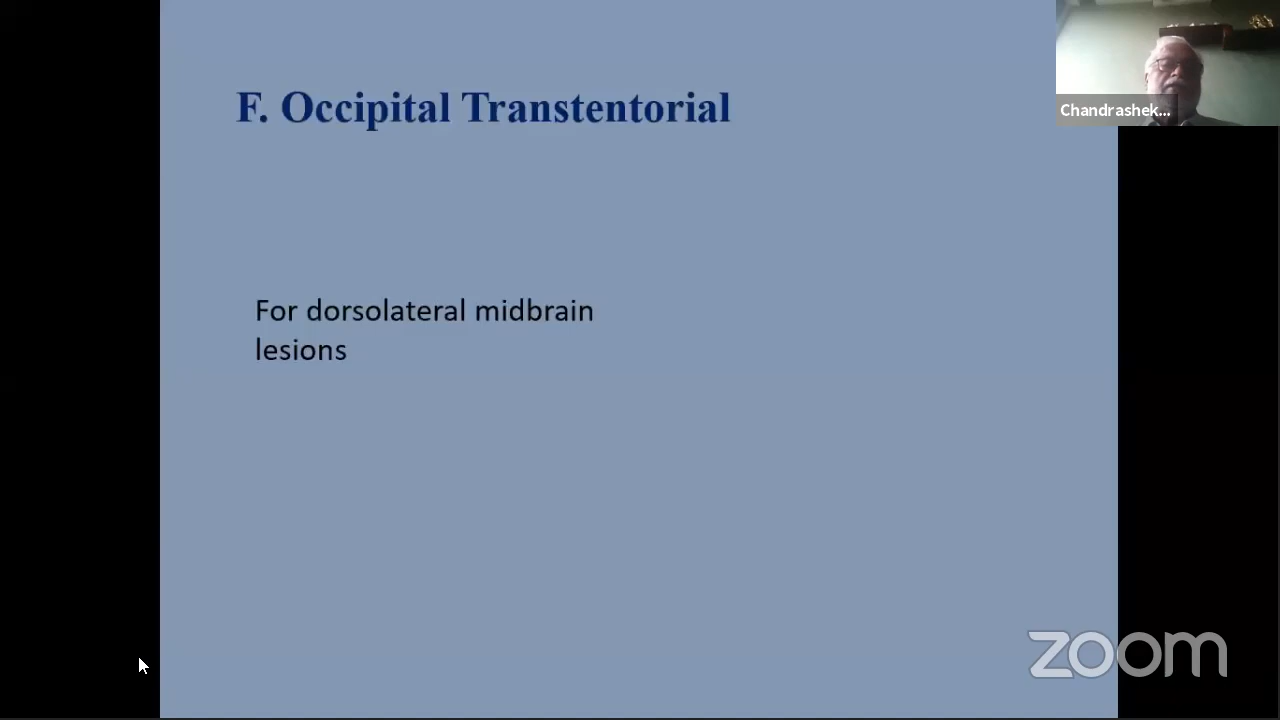 F. Occipital Transtentorial
Chandrashek...
For dorsolateral midbrain
lesions
zoom